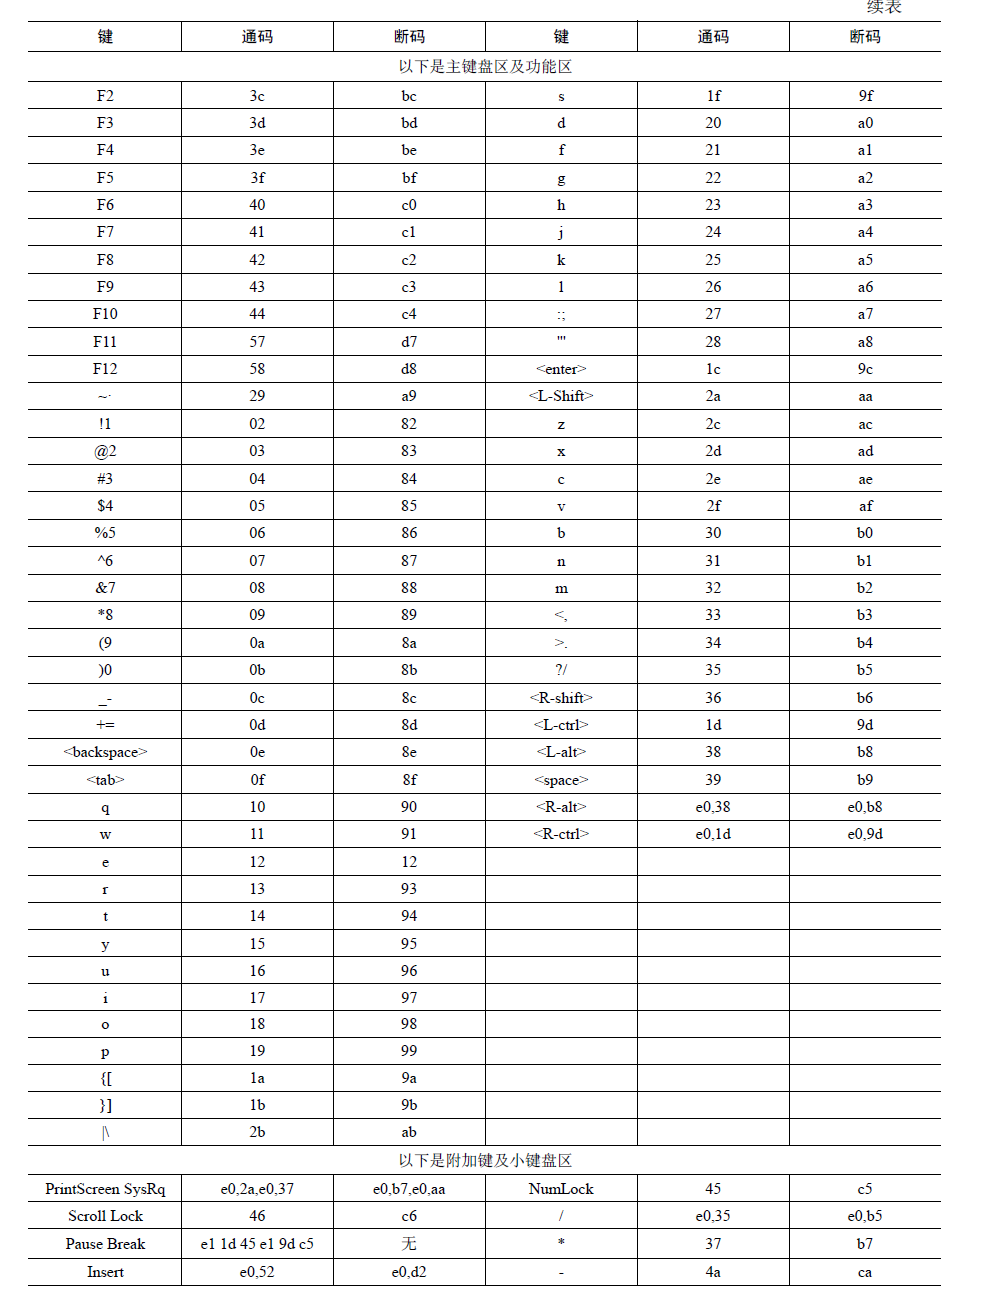 续表
键 通码 断码 键 通码 断码
以下是主键盘区及功能区
F2 3c bc s 1f 9f
F3 3d bd d 20 a0
F4 3e be f 21 a1
F5 3f bf g 22 a2
F6 40 c0 h 23 a3
F7 41 c1 j 24 a4
F8 42 c2 k 25 a5
F9 43 c3 l 26 a6
F10 44 c4 :; 27 a7
F11 57 d7 '" 28 a8
F12 58 d8 <enter> 1c 9c
~· 29 a9 <L-Shift> 2a aa
!1 02 82 z 2c ac
@2 03 83 x 2d ad
#3 04 84 c 2e ae
$4 05 85 v 2f af
%5 06 86 b 30 b0
^6 07 87 n 31 b1
&7 08 88 m 32 b2
*8 09 89 <, 33 b3
(9 0a 8a >. 34 b4
)0 0b 8b ?/ 35 b5
_- 0c 8c <R-shift> 36 b6
+= 0d 8d <L-ctrl> 1d 9d
<backspace> 0e 8e <L-alt> 38 b8
<tab> 0f 8f <space> 39 b9
q 10 90 <R-alt> e0,38 e0,b8
w 11 91 <R-ctrl> e0,1d e0,9d
e 12 12
r 13 93
t 14 94
y 15 95
u 16 96
i 17 97
o 18 98
p 19 99
{[ 1a 9a
}] 1b 9b
|\ 2b ab
以下是附加键及小键盘区
PrintScreen SysRq e0,2a,e0,37 e0,b7,e0,aa NumLock 45 c5
Scroll Lock 46 c6 / e0,35 e0,b5
Pause Break e1 1d 45 e1 9d c5 无 * 37 b7
Insert e0,52 e0,d2 - 4a ca